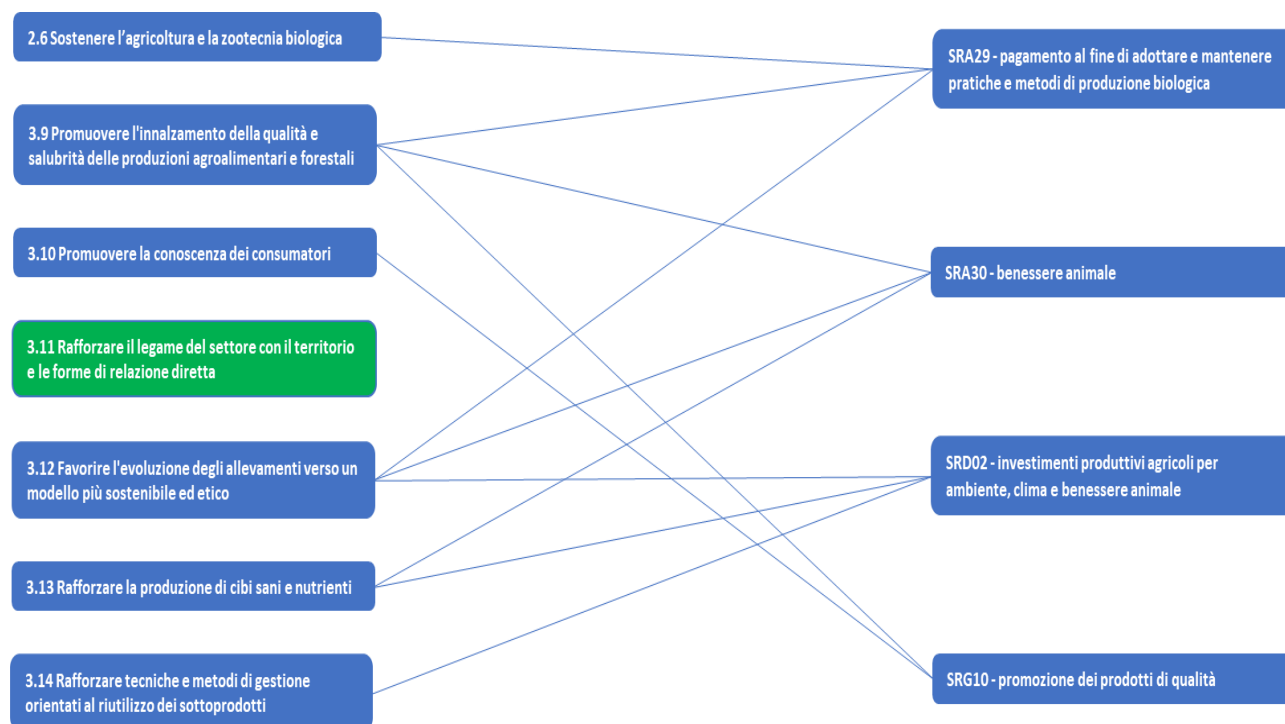 2.6 Sostenere l’agricoltura e la zootecnia biologica
3.9 Promuovere l'innalzamento della qualità e
salubrità delle produzioni agroalimentari e forestali
3.10 Promuovere la conoscenza dei consumatori
3.11 Rafforzare il legame del settore con il territorio
e le forme di relazione diretta
3.12 Favorire l'evoluzione degli allevamenti verso un
modello più sostenibile ed etico
3.13 Rafforzare la produzione di cibi sani e nutrienti
3.14 Rafforzare tecniche e metodi di gestione
orientati al riutilizzo dei sottoprodotti
SRA29 - pagamento al fine di adottare e mantenere
pratiche e metodi di produzione biologica
SRA30 - benessere animale
SRD02 - investimenti produttivi agricoli per
ambiente, clima e benessere animale
SRG10 - promozione dei prodotti di qualità